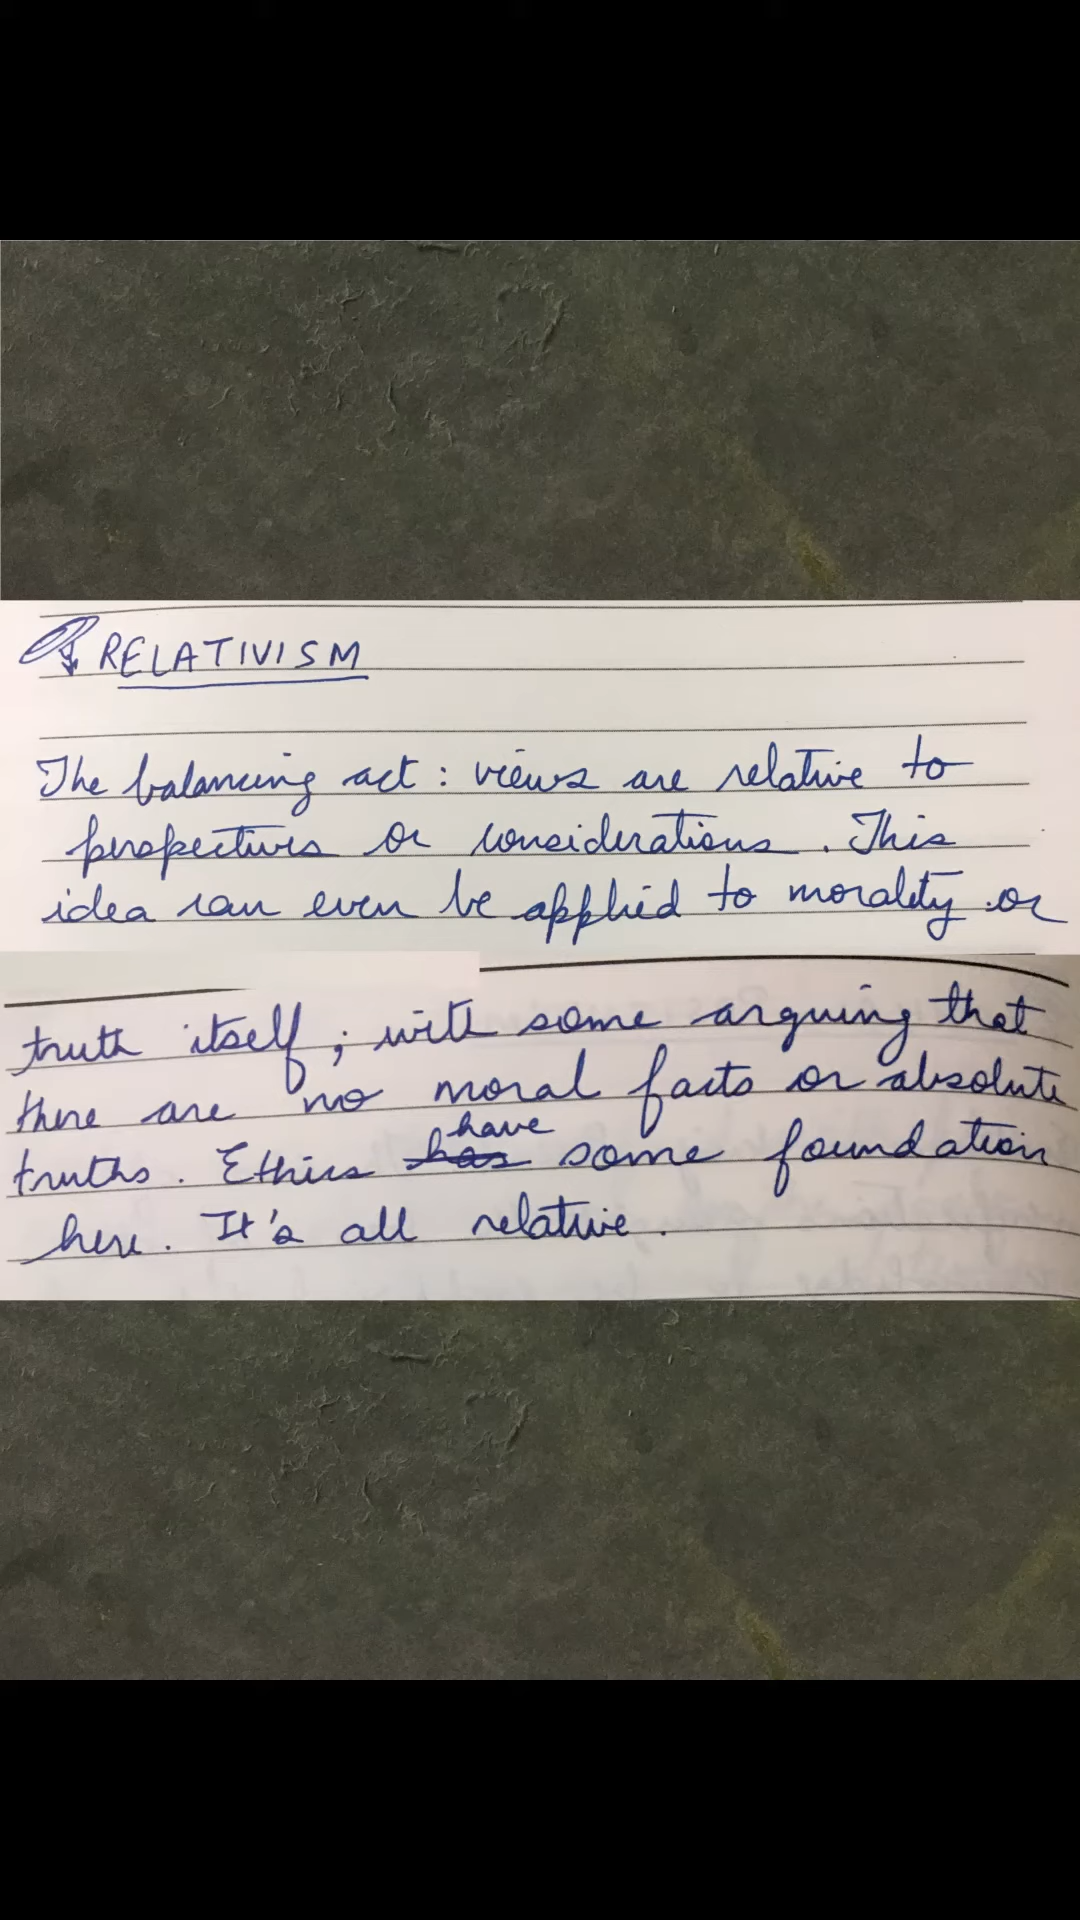 RELATIVISM
The balancing act: views are relative to
perspectives or considerations. This
idea can even be applied to morality or
truth itself; with some arguing that
there are no moral facts or absolute
truths. Ethics has have some foundation
here. It's all relative.